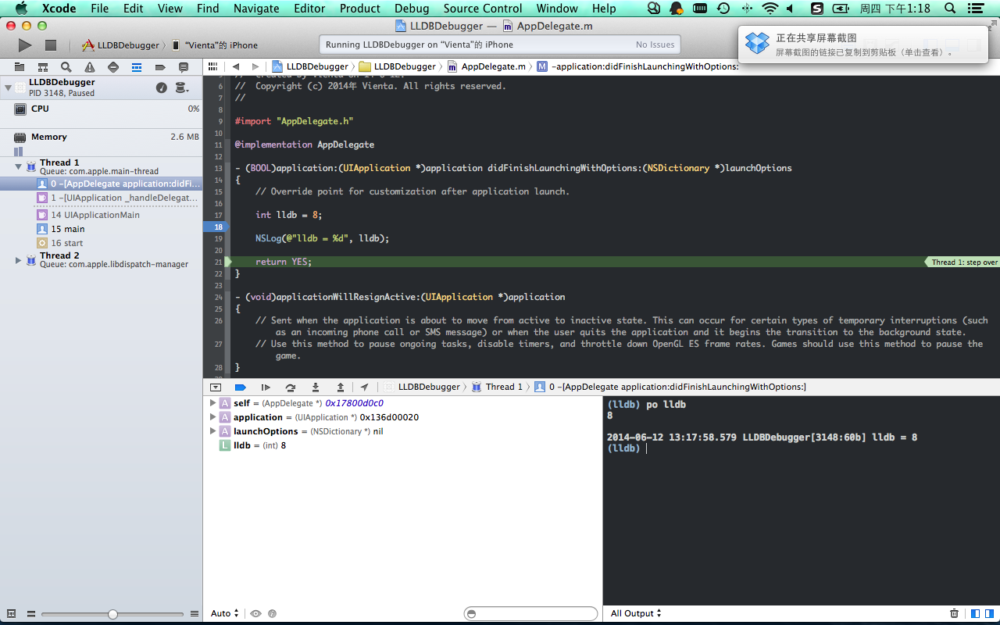 Xcode File Edit View Find Navigate Editor Product Debug Source Control Window Help 周四 下午1:18
LLDBDebugger — AppDelegate.m
LLDBDebugger 〉 “Vienta”的 iPhone
Running LLDBDebugger on “Vienta”的 iPhone No Issues
正在共享屏幕截图
屏幕截图的链接已复制到剪贴板（单击查看）。
LLDBDebugger 〉 LLDBDebugger 〉 AppDelegate.m 〉 M -application:didFinishLaunchingWithOptions:
LLDBDebugger
PID 3148, Paused
CPU 0%
Memory 2.6 MB
Thread 1
Queue: com.apple.main-thread
0 -[AppDelegate application:didFi...
1 -[UIApplication _handleDelegat...
14 UIApplicationMain
15 main
16 start
Thread 2
Queue: com.apple.libdispatch-manager
6 // Copyright (c) 2014年 Vienta. All rights reserved.
7 //
8
9 #import "AppDelegate.h"
10
11 @implementation AppDelegate
12
13 - (BOOL)application:(UIApplication *)application didFinishLaunchingWithOptions:(NSDictionary *)launchOptions
14 {
15 // Override point for customization after application launch.
16
17 int lldb = 8;
18
19 NSLog(@"lldb = %d", lldb);
20
21 return YES; Thread 1: step over
22 }
23
24 - (void)applicationWillResignActive:(UIApplication *)application
25 {
26 // Sent when the application is about to move from active to inactive state. This can occur for certain types of temporary interruptions (such
as an incoming phone call or SMS message) or when the user quits the application and it begins the transition to the background state.
27 // Use this method to pause ongoing tasks, disable timers, and throttle down OpenGL ES frame rates. Games should use this method to pause the
game.
28 }
LLDBDebugger 〉 Thread 1 〉 0 -[AppDelegate application:didFinishLaunchingWithOptions:]
A self = (AppDelegate *) 0x17800d0c0
A application = (UIApplication *) 0x136d00020
A launchOptions = (NSDictionary *) nil
L lldb = (int) 8
(lldb) po lldb
8
2014-06-12 13:17:58.579 LLDBDebugger[3148:60b] lldb = 8
(lldb)
Auto
All Output